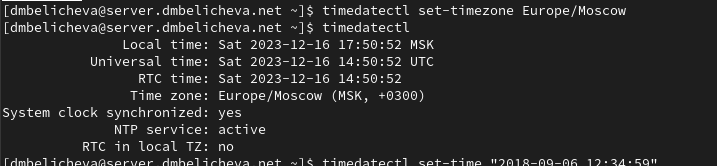 [dmbelicheva@server.dmbelicheva.net ~]$ timedatectl set-timezone Europe/Moscow
[dmbelicheva@server.dmbelicheva.net ~]$ timedatectl
               Local time: Sat 2023-12-16 17:50:52 MSK
           Universal time: Sat 2023-12-16 14:50:52 UTC
                 RTC time: Sat 2023-12-16 14:50:52
                Time zone: Europe/Moscow (MSK, +0300)
System clock synchronized: yes
              NTP service: active
          RTC in local TZ: no
[dmbelicheva@server.dmbelicheva.net ~]$ timedatectl set-time "2018-09-06 12:34:59"